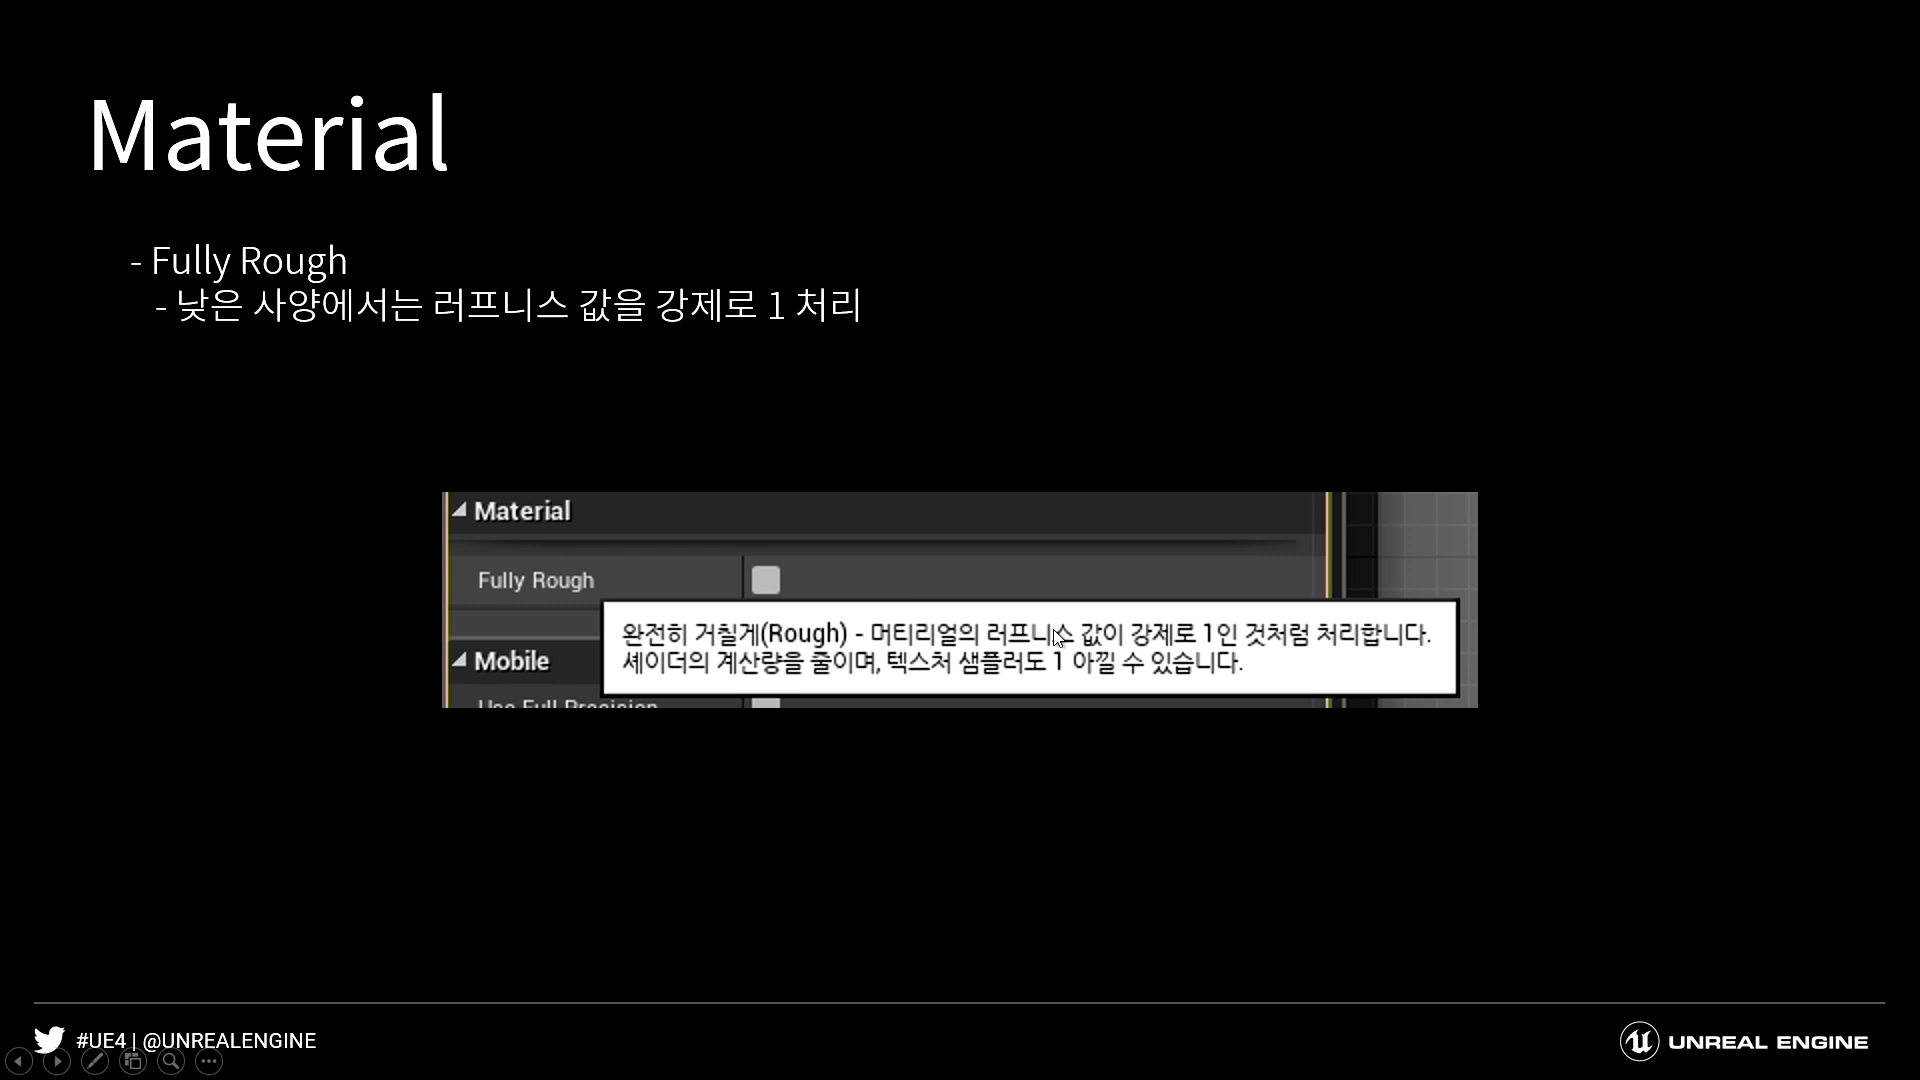 Material
- Fully Rough
- 낮은 사양에서는 러프니스 값을 강제로 1 처리
Material
Fully Rough
완전히 거칠게(Rough) - 머티리얼의 러프니스 값이 강제로 1인 것처럼 처리합니다.
셰이더의 계산량을 줄이며, 텍스처 샘플러도 1 아낄 수 있습니다.
Mobile
Use Full Precision
#UE4 | @UNREALENGINE
UNREAL ENGINE